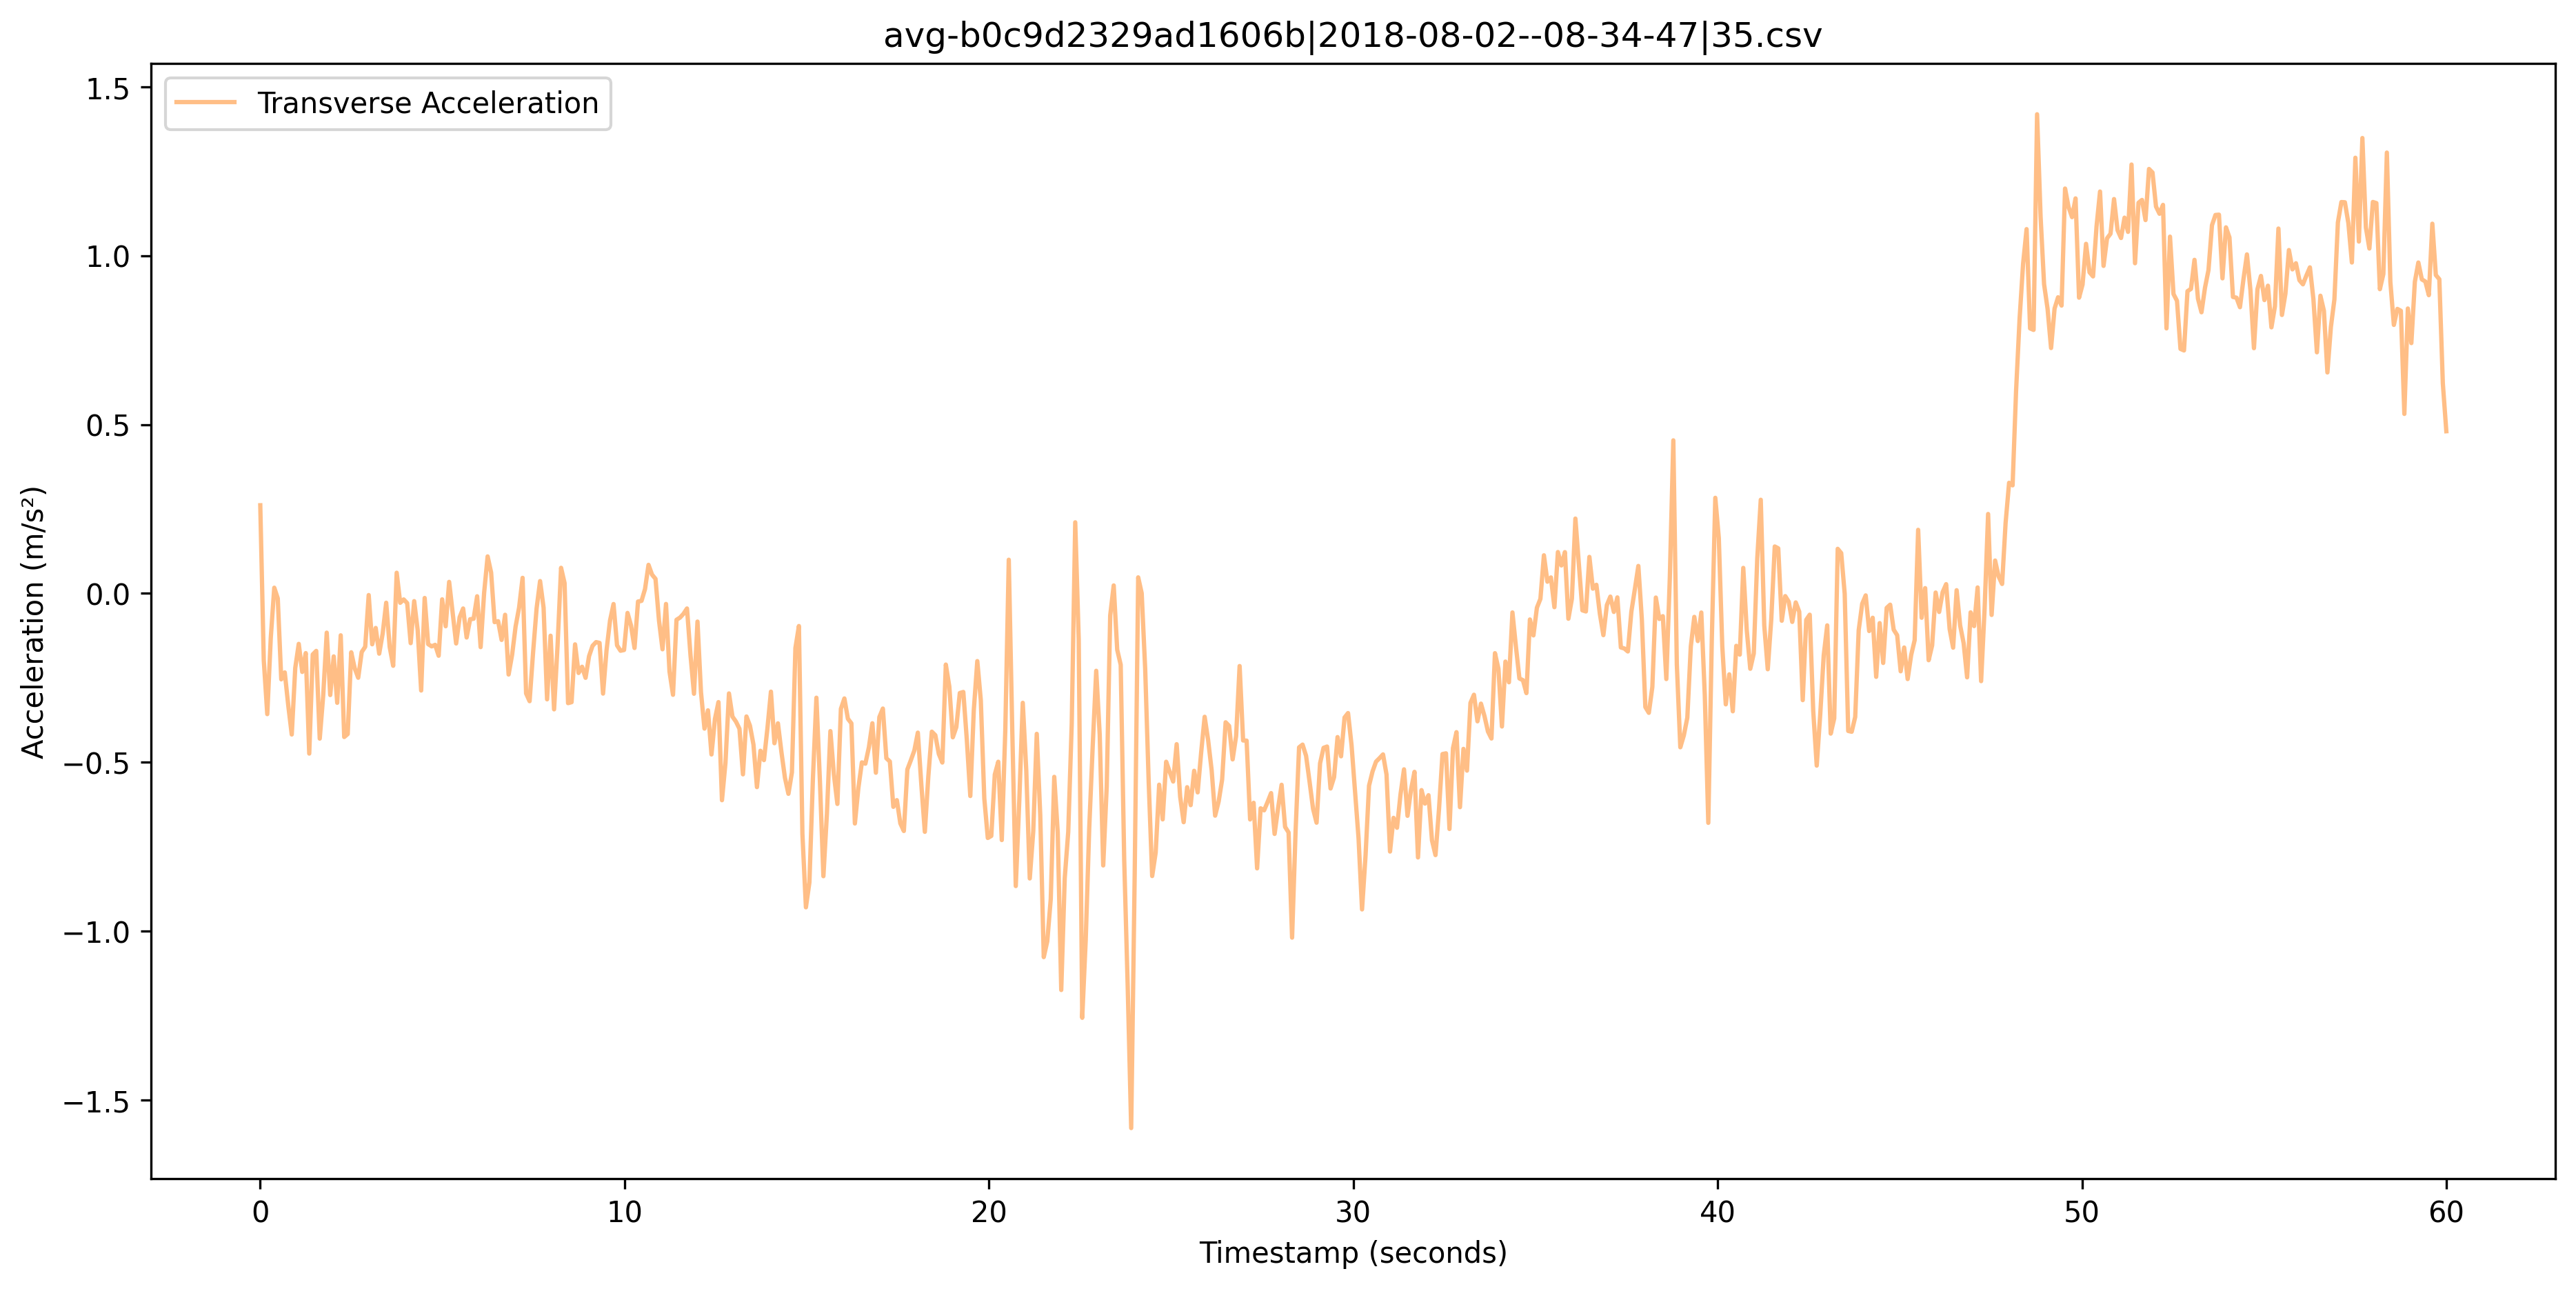 avg-b0c9d2329ad1606b|2018-08-02--08-34-47|35.csv
Transverse Acceleration
1.5
1.0
0.5
0.0
−0.5
−1.0
−1.5
Acceleration (m/s²)
0 10 20 30 40 50 60
Timestamp (seconds)